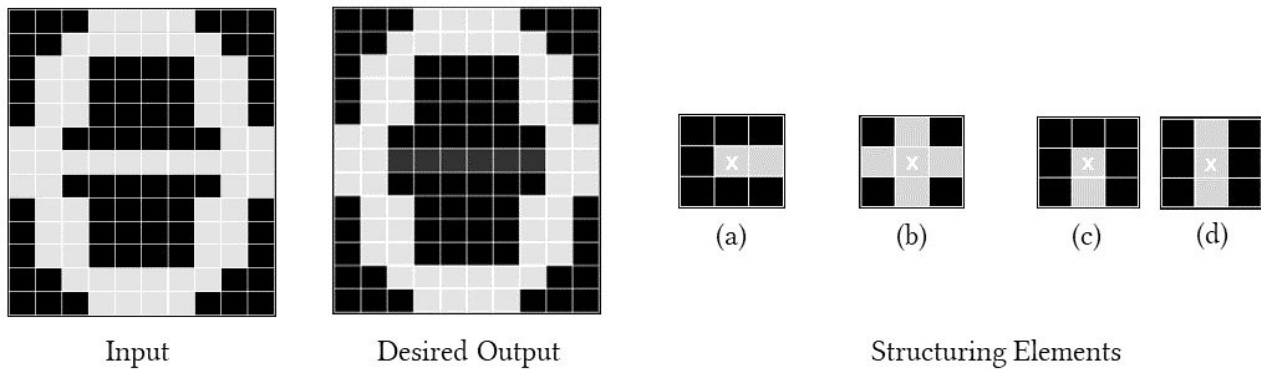 X
X
X
X
(a)
(b)
(c)
(d)
Input
Desired Output
Structuring Elements